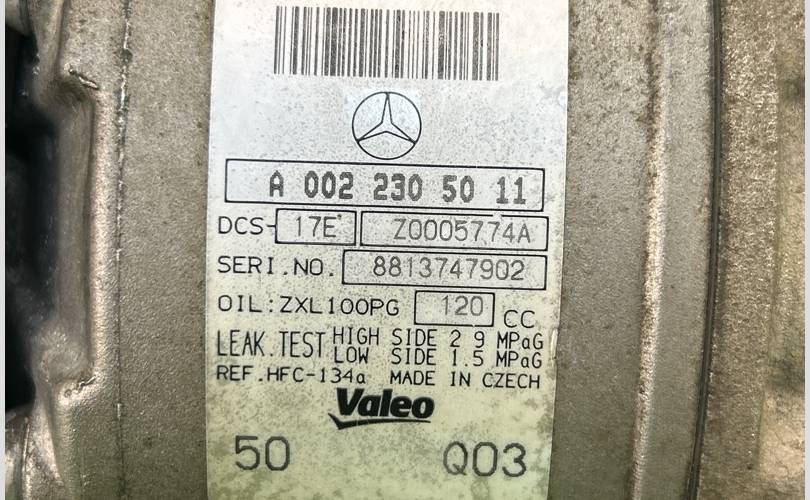 A 002 230 50 11
DCS-17E Z0005774A
SERI.NO. 8813747902
OIL:ZXL100PG 120 CC
LEAK.TEST HIGH SIDE 2 9 MPaG
LOW SIDE 1.5 MPaG
REF.HFC-134a MADE IN CZECH
Valeo
50 Q03